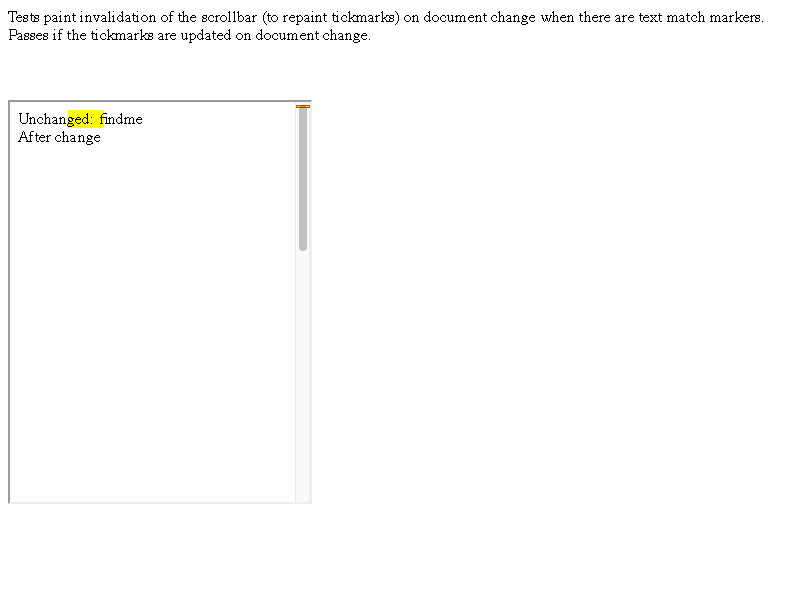 Tests paint invalidation of the scrollbar (to repaint tickmarks) on document change when there are text match markers.
Passes if the tickmarks are updated on document change.
Unchanged: findme
After change